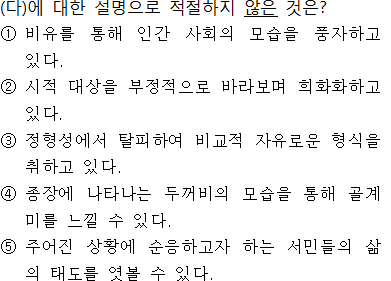 (다)에 대한 설명으로 적절하지 않은 것은?
① 비유를 통해 인간 사회의 모습을 풍자하고
있다.
② 시적 대상을 부정적으로 바라보며 희화화하고
있다.
③ 정형성에서 탈피하여 비교적 자유로운 형식을
취하고 있다.
④ 종장에 나타나는 두꺼비의 모습을 통해 골계
미를 느낄 수 있다.
⑤ 주어진 상황에 순응하고자 하는 서민들의 삶
의 태도를 엿볼 수 있다.